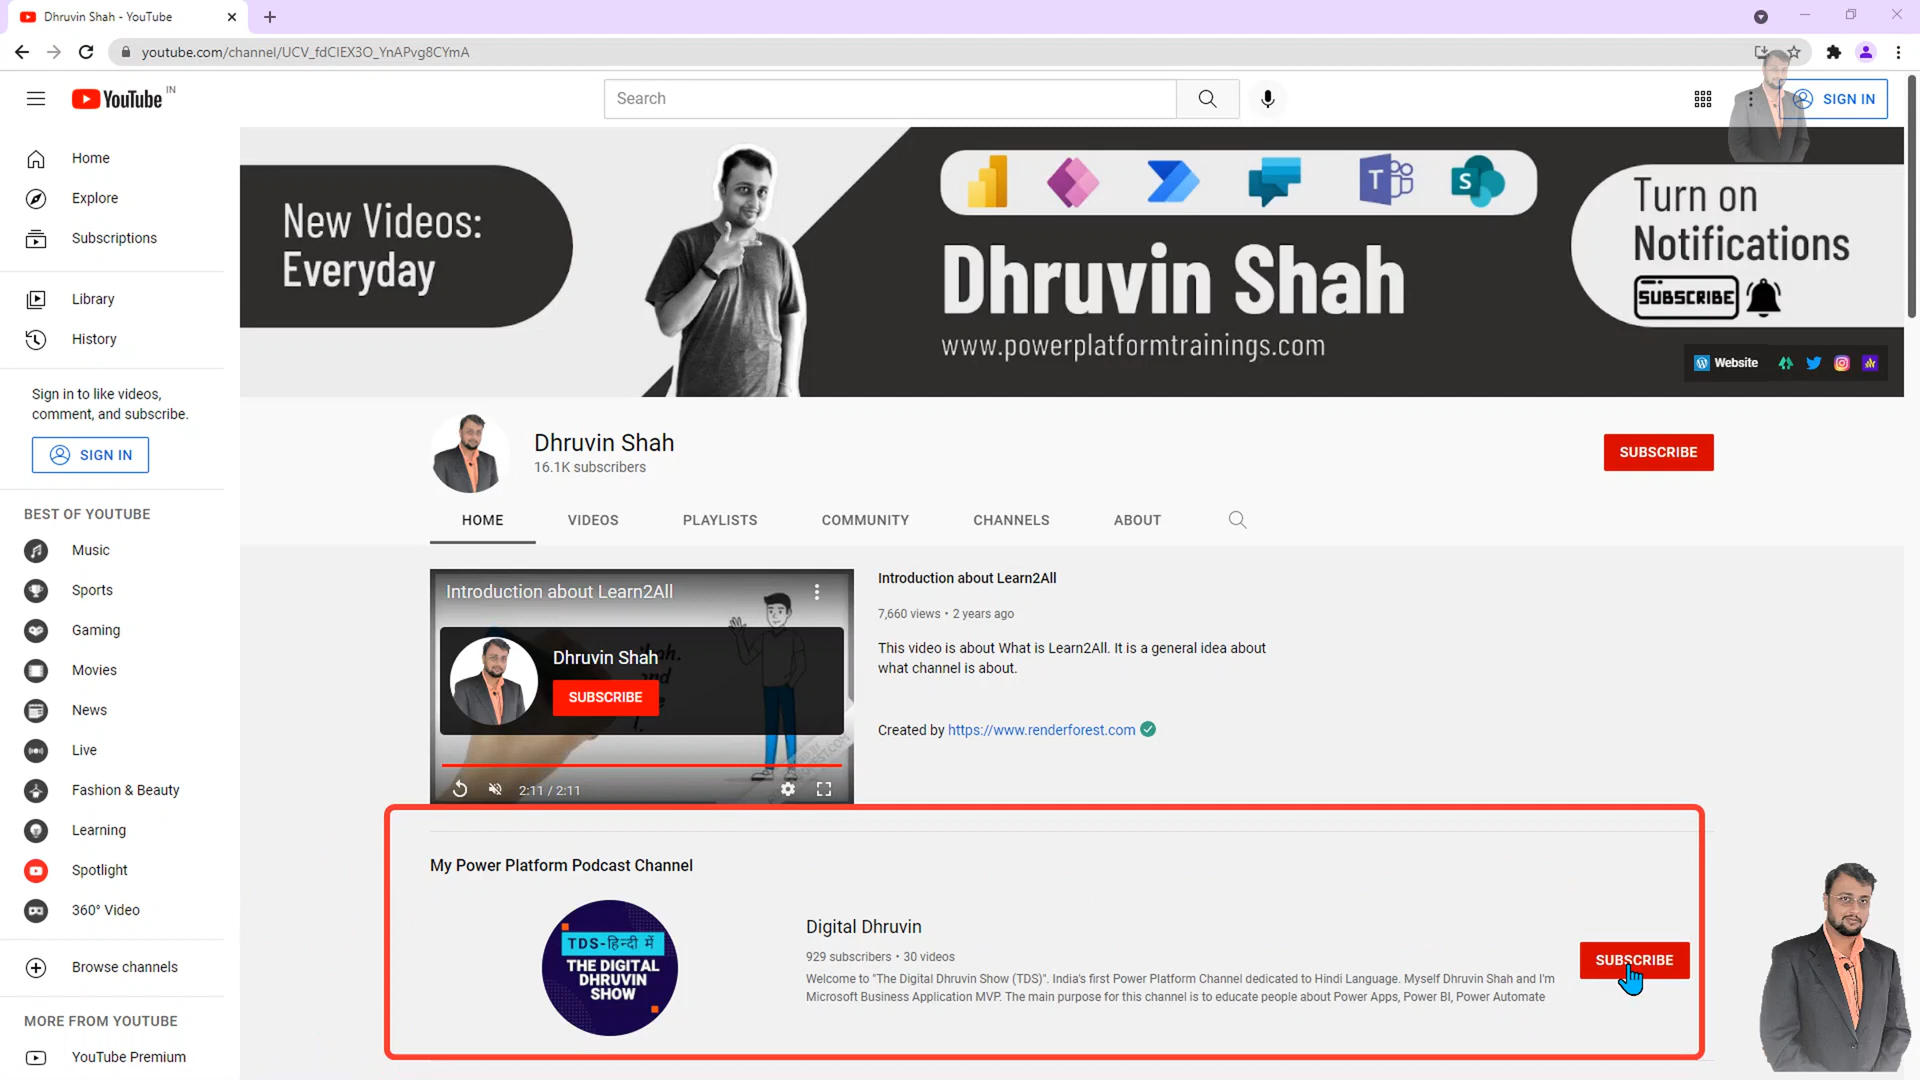 Dhruvin Shah - YouTube
youtube.com/channel/UCV_fdCIEX3O_YnAPvg8CYmA
YouTube IN
Search
SIGN IN
Home
Explore
Subscriptions
Library
History
Sign in to like videos,
comment, and subscribe.
SIGN IN
BEST OF YOUTUBE
Music
Sports
Gaming
Movies
News
Live
Fashion & Beauty
Learning
Spotlight
360° Video
Browse channels
MORE FROM YOUTUBE
YouTube Premium
New Videos:
Everyday
Dhruvin Shah
www.powerplatformtrainings.com
Turn on
Notifications
SUBSCRIBE
Website
Dhruvin Shah
16.1K subscribers
SUBSCRIBE
HOME
VIDEOS
PLAYLISTS
COMMUNITY
CHANNELS
ABOUT
Introduction about Learn2All
Dhruvin Shah
SUBSCRIBE
2:11 / 2:11
Introduction about Learn2All
7,660 views • 2 years ago
This video is about What is Learn2All. It is a general idea about
what channel is about.
Created by https://www.renderforest.com
My Power Platform Podcast Channel
TDS-हिन्दी में
THE DIGITAL
DHRUVIN
SHOW
Digital Dhruvin
929 subscribers • 30 videos
Welcome to "The Digital Dhruvin Show (TDS)". India's first Power Platform Channel dedicated to Hindi Language. Myself Dhruvin Shah and I'm
Microsoft Business Application MVP. The main purpose for this channel is to educate people about Power Apps, Power BI, Power Automate
SUBSCRIBE